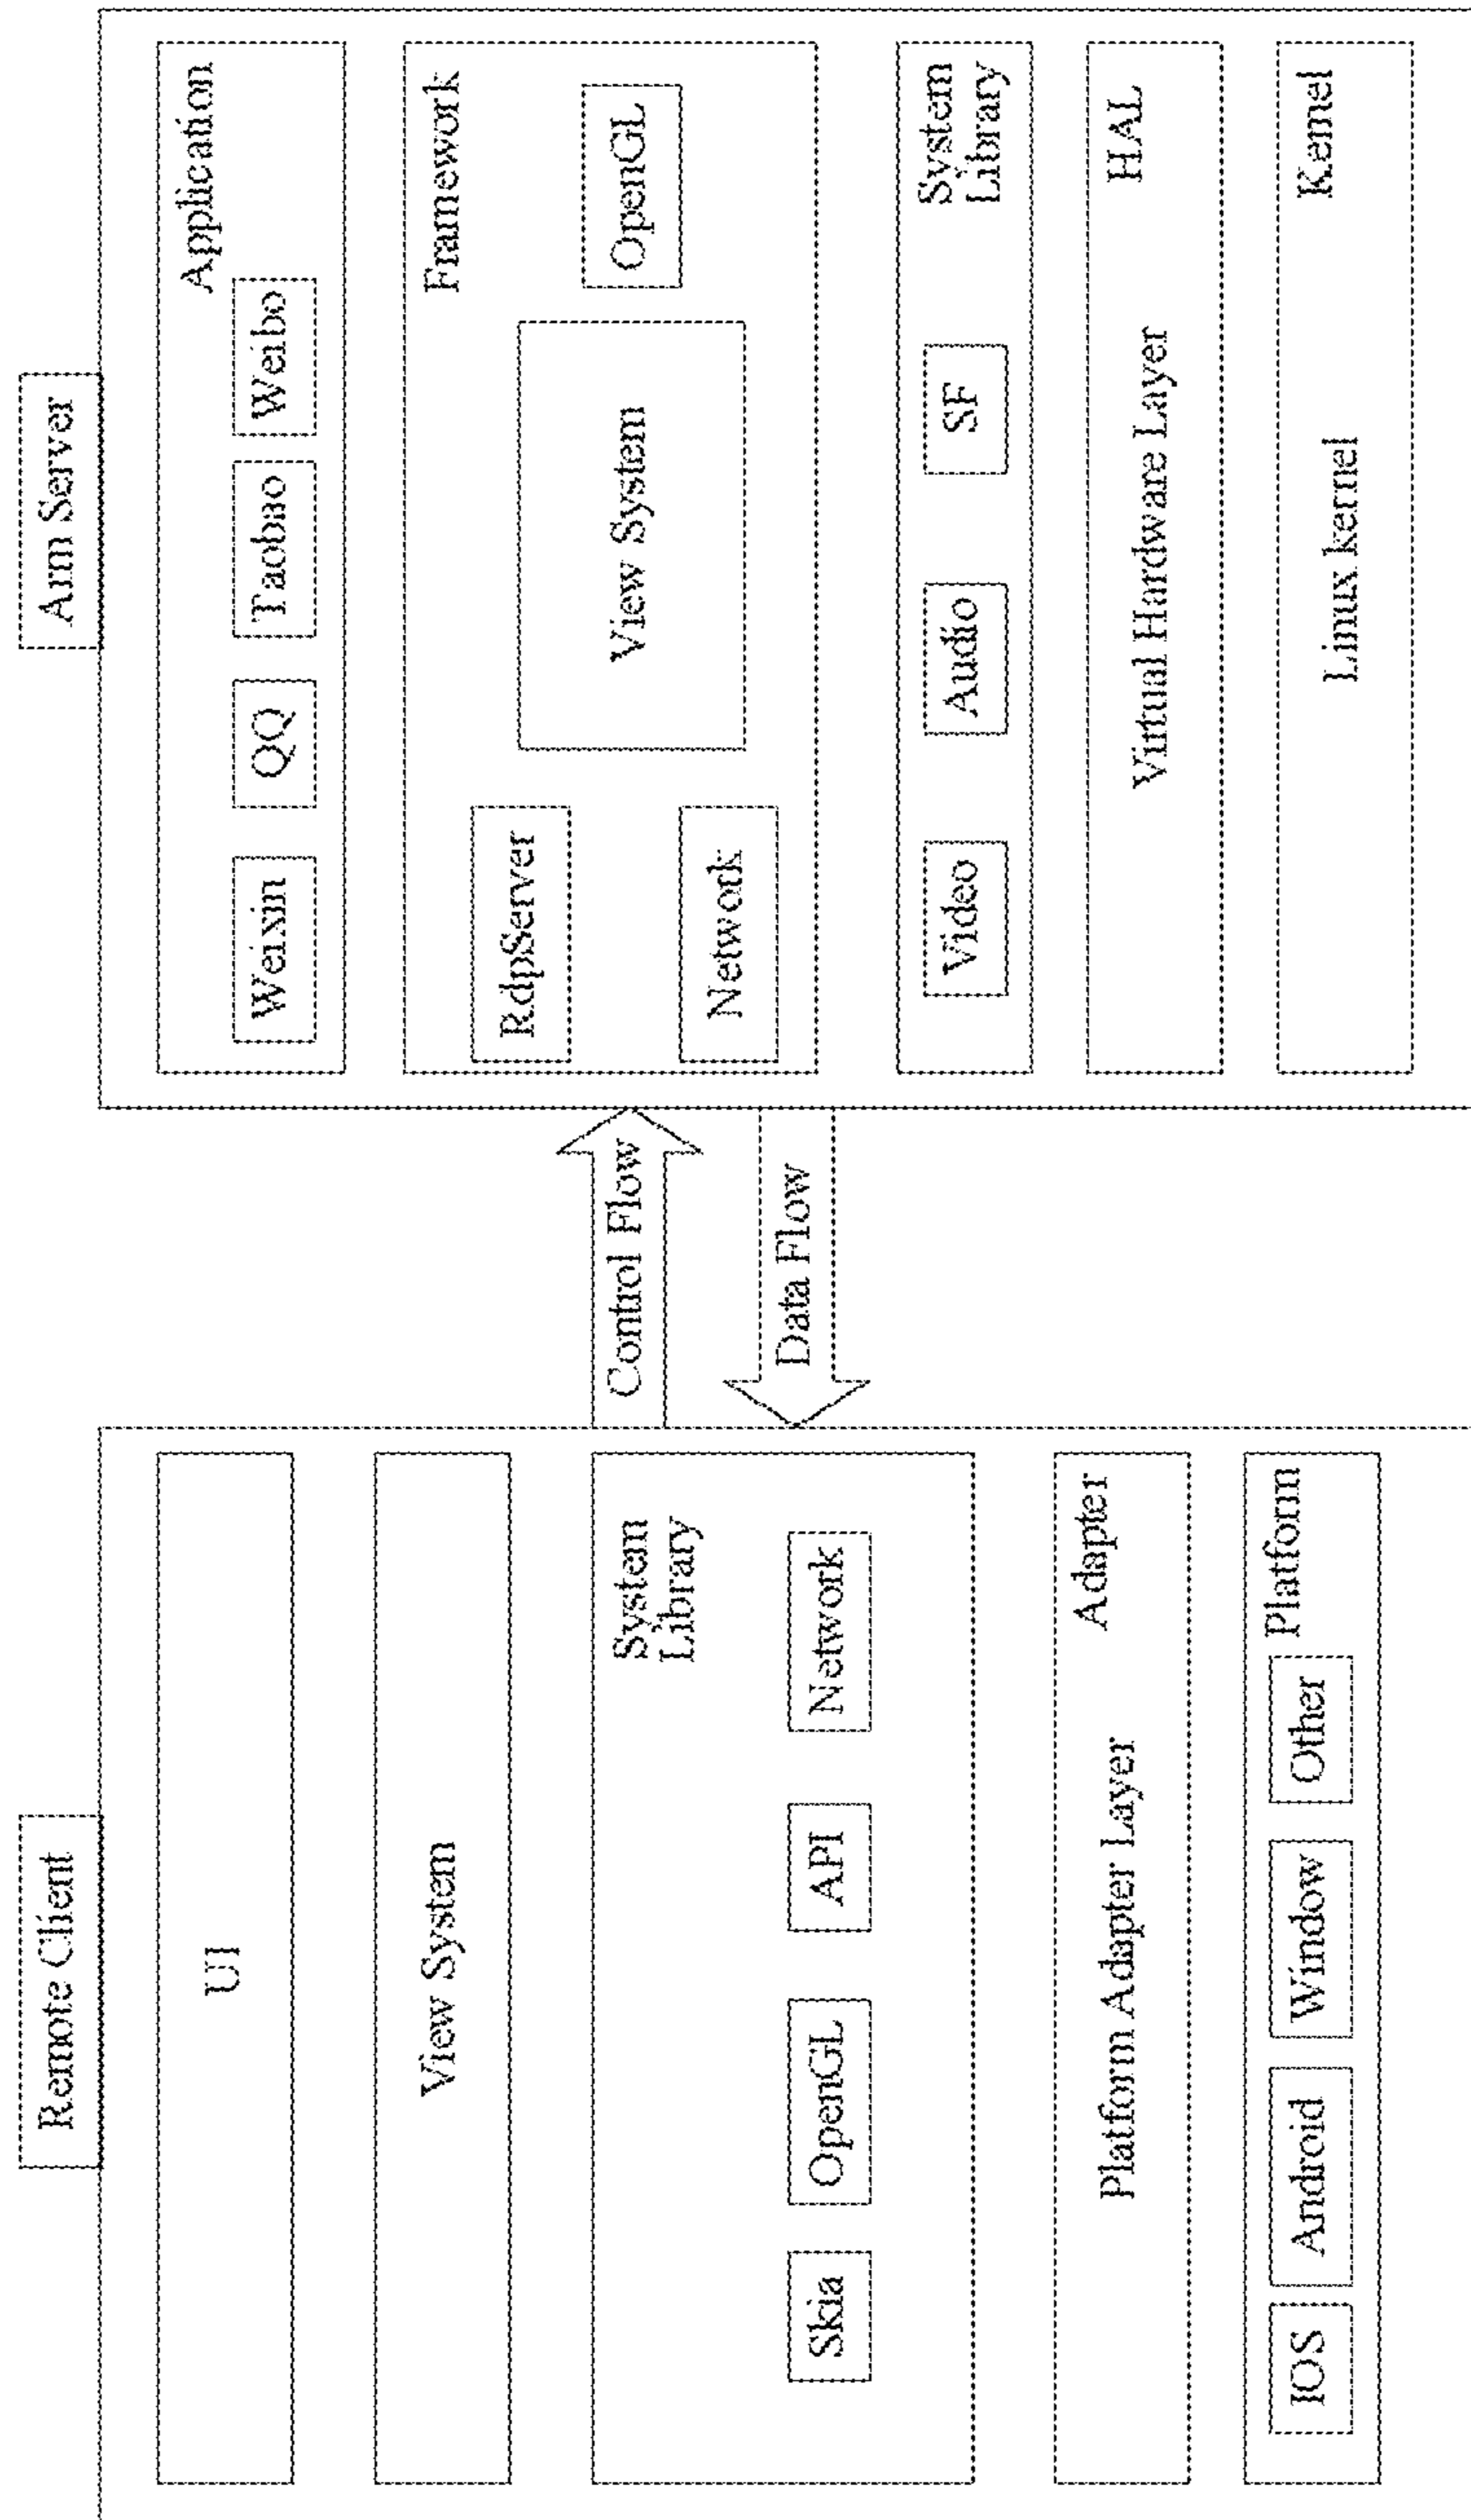 Remote Client
UI
View System
System
Library
Skia
OpenGL
API
Network
Adapter
Platform Adapter Layer
Platform
IOS
Android
Window
Other
Control Flow
Data Flow
Arm Server
Application
Weixin
QQ
Taobao
Weibo
Framework
RdpServer
Network
View System
OpenGL
System
Library
Video
Audio
SF
HAL
Virtual Hardware Layer
Kernel
Linux kernel